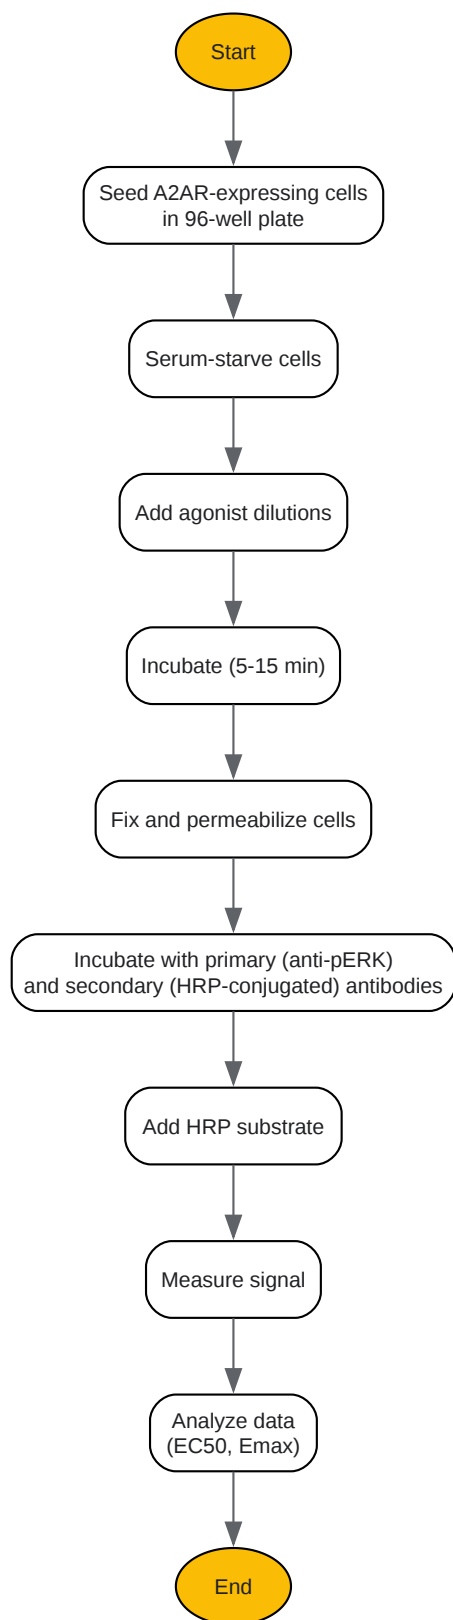 Start
Seed A2AR-expressing cells
in 96-well plate
Serum-starve cells
Add agonist dilutions
Incubate (5-15 min)
Fix and permeabilize cells
Incubate with primary (anti-pERK)
and secondary (HRP-conjugated) antibodies
Add HRP substrate
Measure signal
Analyze data
(EC50, Emax)
End